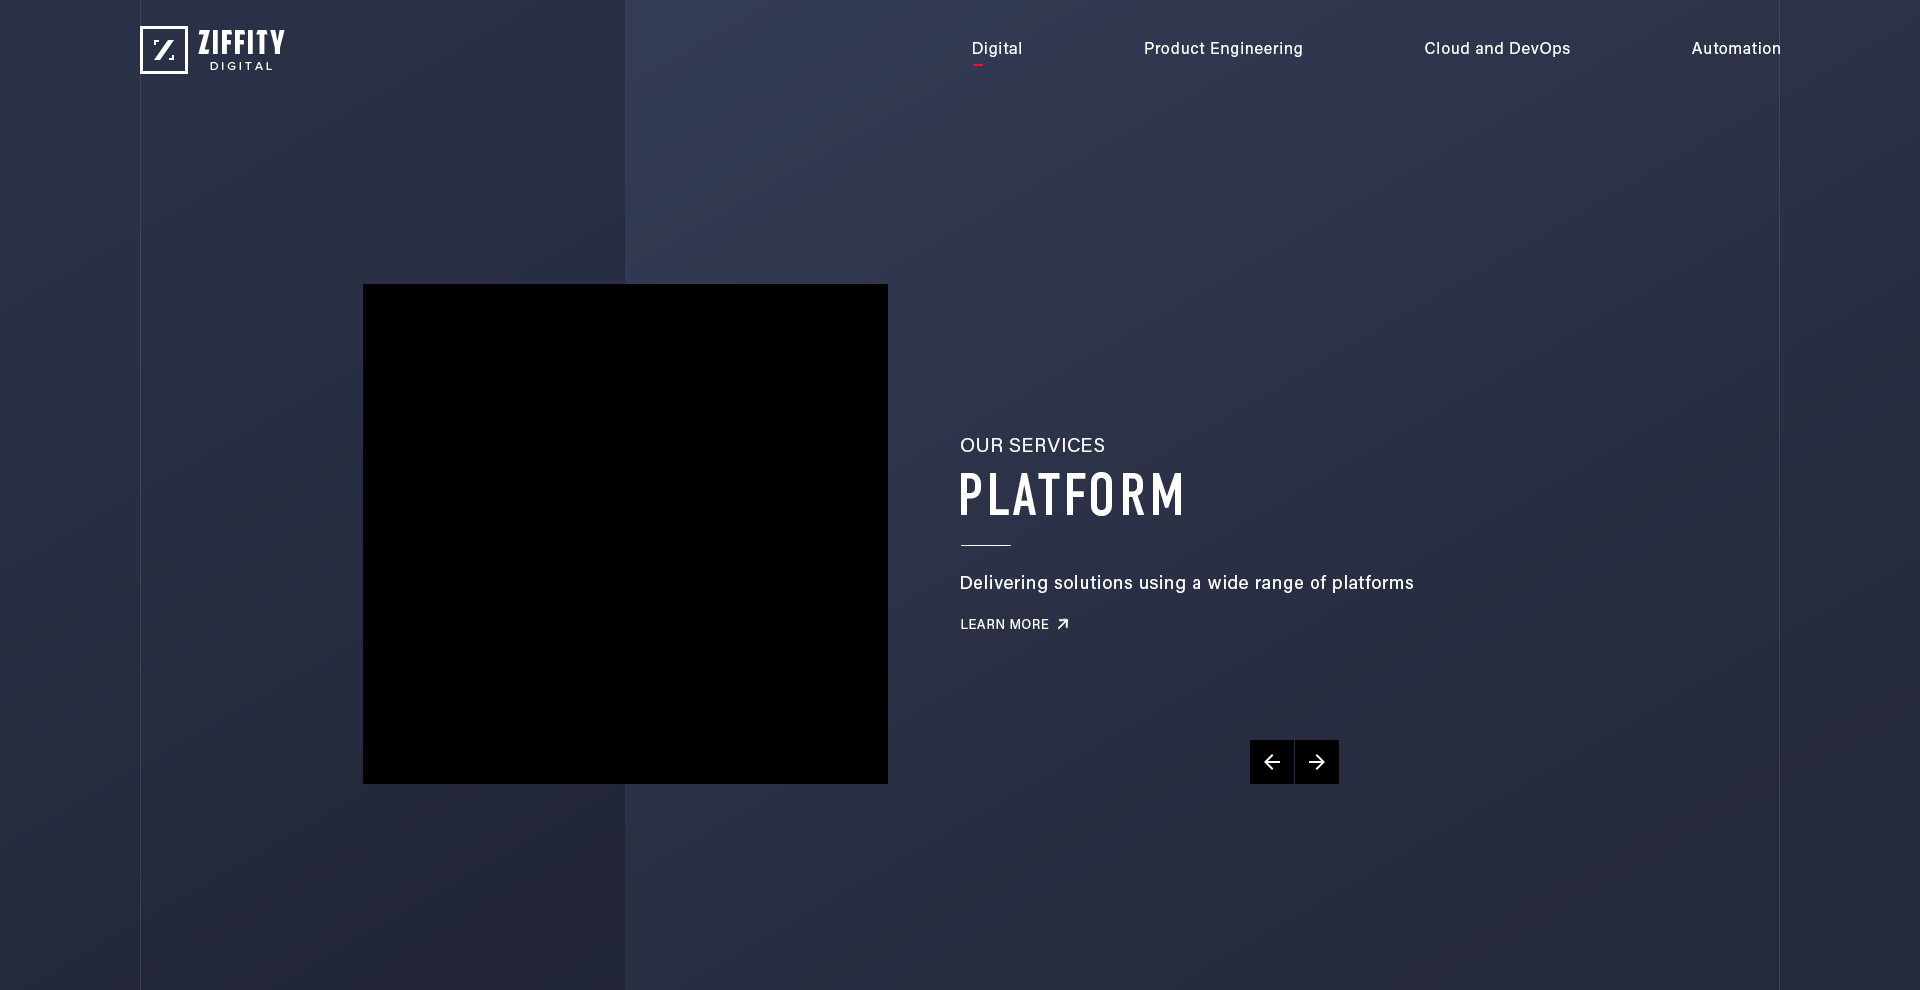 ZIFFITY
DIGITAL
Digital
Product Engineering
Cloud and DevOps
Automation
OUR SERVICES
PLATFORM
Delivering solutions using a wide range of platforms
LEARN MORE